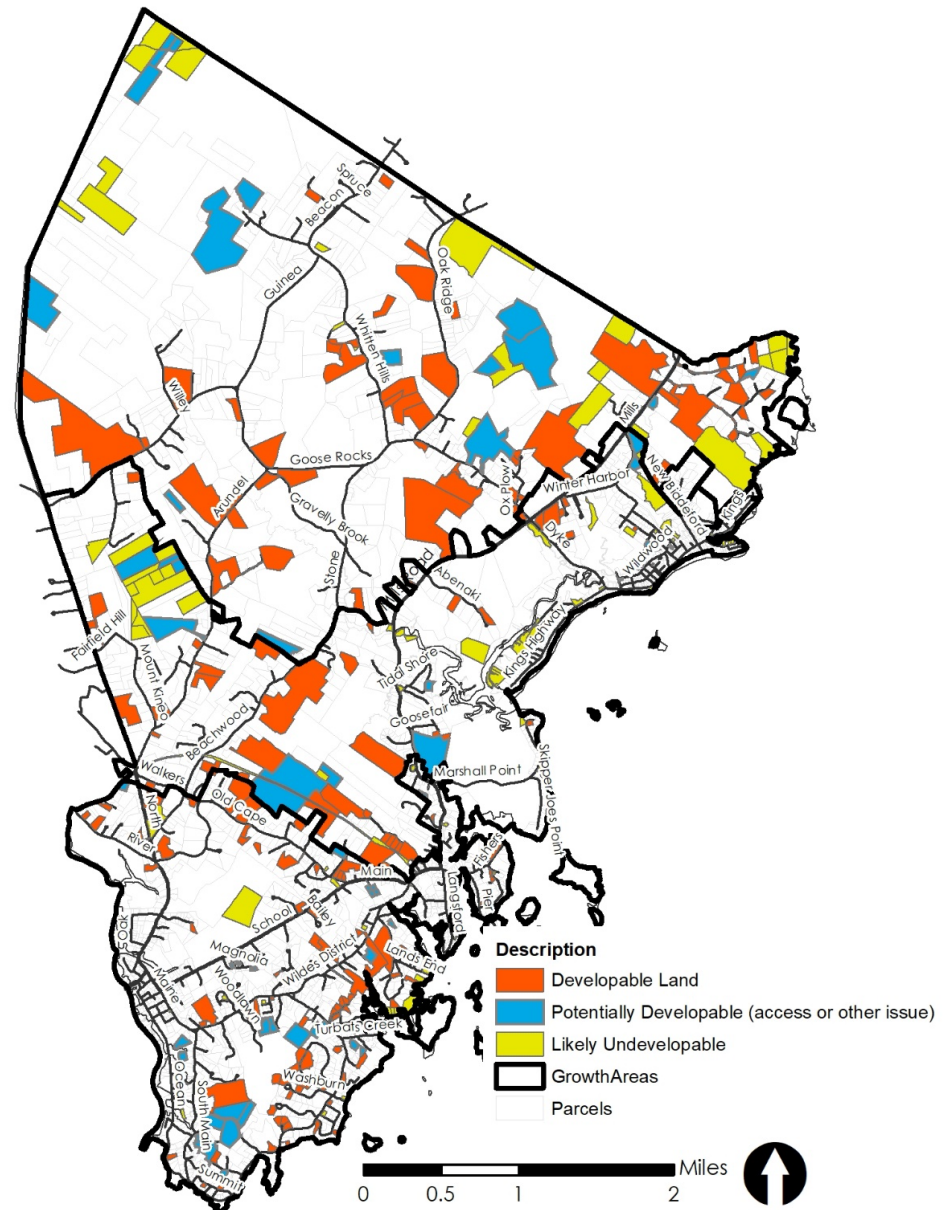 Spruce
Beacon
Oak Ridge
Guinea
Whitten Hills
Willey
Mills
Goose Rocks
Ox Plow
Winter Harbor
New Biddeford
Kings
Arundel
Gravelly Brook
Dyke
Wildwood
Stone
Abenaki
Fairfield Hill
Kings Highway
Mount Kineo
Tidal Shore
Beachwood
Goosefair
Walkers
Marshall Point
Skipper Joes Point
North
Old Cape
River
Main
Fishers
Langsford
Pier
School
Bailey
Oaks
Magnolia
Wildes District
Lands End
Maine
Woodlawn
Turbats Creek
Washburn
Ocean
South Main
Summit
Description
Developable Land
Potentially Developable (access or other issue)
Likely Undevelopable
GrowthAreas
Parcels
Miles
0 0.5 1 2